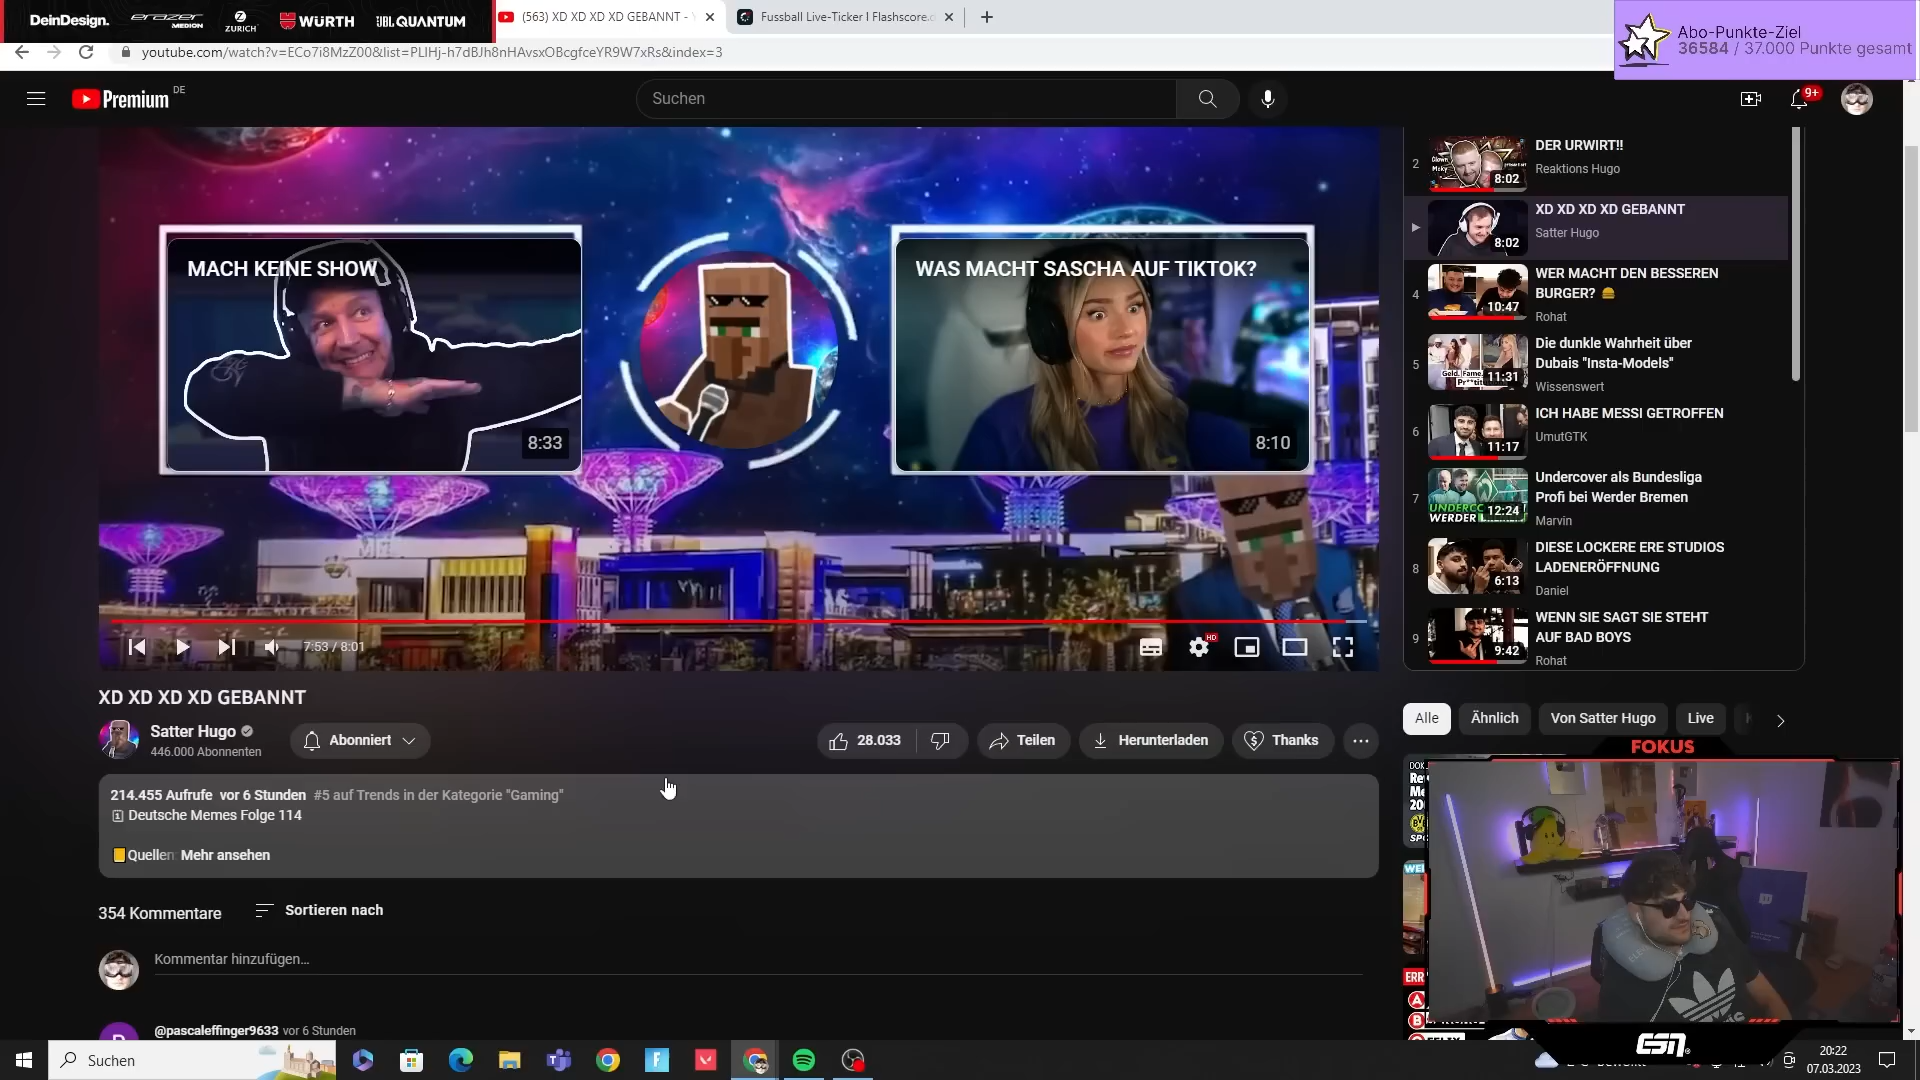 DeinDesign.
erazer
MEDION
ZURICH
WÜRTH
JBL QUANTUM
(563) XD XD XD XD GEBANNT -
Fussball Live-Ticker | Flashscore.d
Abo-Punkte-Ziel
36584 / 37.000 Punkte gesamt
youtube.com/watch?v=ECo7i8MzZ00&list=PLIHj-h7dBJh8nHAvsxOBcgfceYR9W7xRs&index=3
Premium DE
Suchen
9+
MACH KEINE SHOW
8:33
WAS MACHT SASCHA AUF TIKTOK?
8:10
7:53 / 8:01
HD
2
8:02
DER URWIRT!!
Reaktions Hugo
8:02
XD XD XD XD GEBANNT
Satter Hugo
4
10:47
WER MACHT DEN BESSEREN
BURGER? 🍔
Rohat
5
Geld. Fame.
11:31
Die dunkle Wahrheit über
Dubais "Insta-Models"
Wissenswert
6
11:17
ICH HABE MESSI GETROFFEN
UmutGTK
7
WERDER
12:24
Undercover als Bundesliga
Profi bei Werder Bremen
Marvin
8
6:13
DIESE LOCKERE ERE STUDIOS
LADENERÖFFNUNG
Daniel
9
9:42
WENN SIE SAGT SIE STEHT
AUF BAD BOYS
Rohat
XD XD XD XD GEBANNT
Satter Hugo
446.000 Abonnenten
Abonniert
28.033
Teilen
Herunterladen
Thanks
214.455 Aufrufe vor 6 Stunden #5 auf Trends in der Kategorie "Gaming"
Deutsche Memes Folge 114
Quellen Mehr ansehen
354 Kommentare
Sortieren nach
Kommentar hinzufügen...
@pascaleffinger9633 vor 6 Stunden
Alle
Ähnlich
Von Satter Hugo
Live
FOKUS
ERR
A
B
ESN
Suchen
20:22
07.03.2023